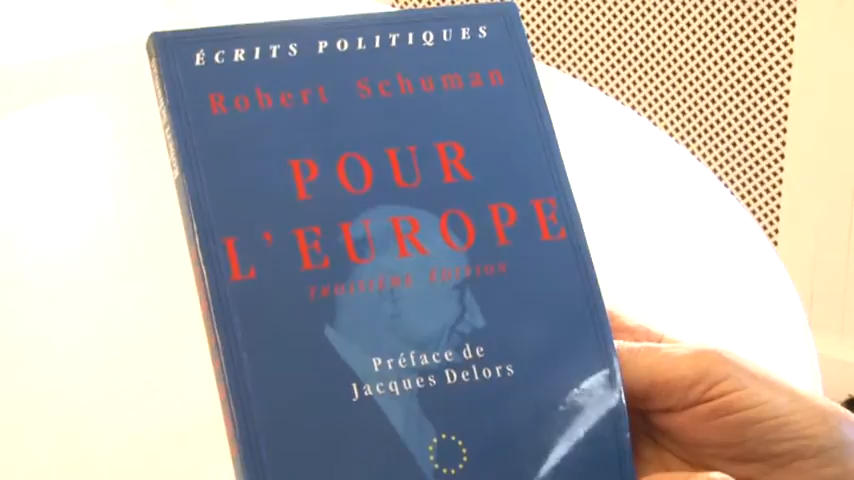 ÉCRITS POLITIQUES
Robert Schuman
POUR
L'EUROPE
TROISIÈME ÉDITION
Préface de
Jacques Delors